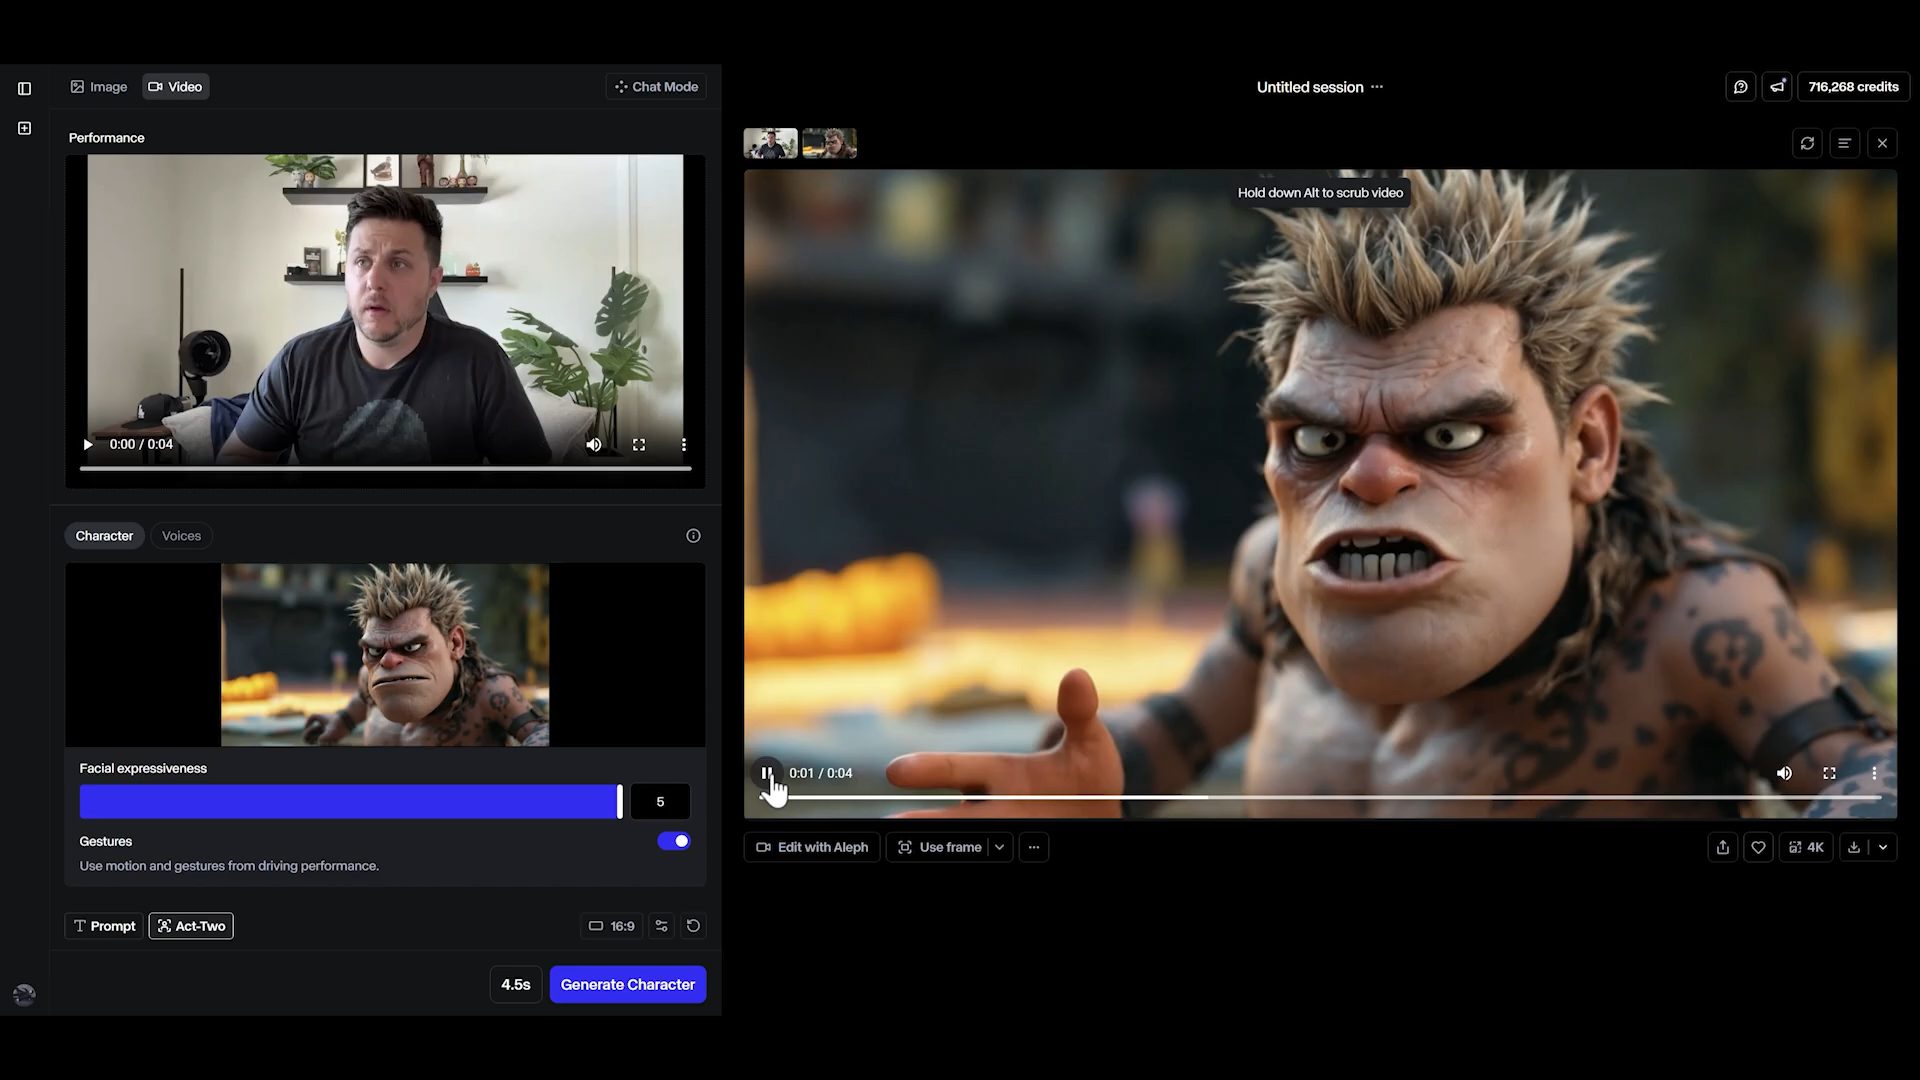 Image
Video
Chat Mode
Untitled session ...
716,268 credits
Performance
Hold down Alt to scrub video
0:00 / 0:04
Character
Voices
Facial expressiveness
5
0:01 / 0:04
Gestures
Use motion and gestures from driving performance.
Edit with Aleph
Use frame
4K
Prompt
Act-Two
16:9
4.5s
Generate Character